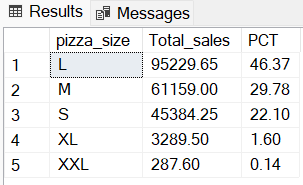 Results Messages
pizza_size Total_sales PCT
1 L 95229.65 46.37
2 M 61159.00 29.78
3 S 45384.25 22.10
4 XL 3289.50 1.60
5 XXL 287.60 0.14